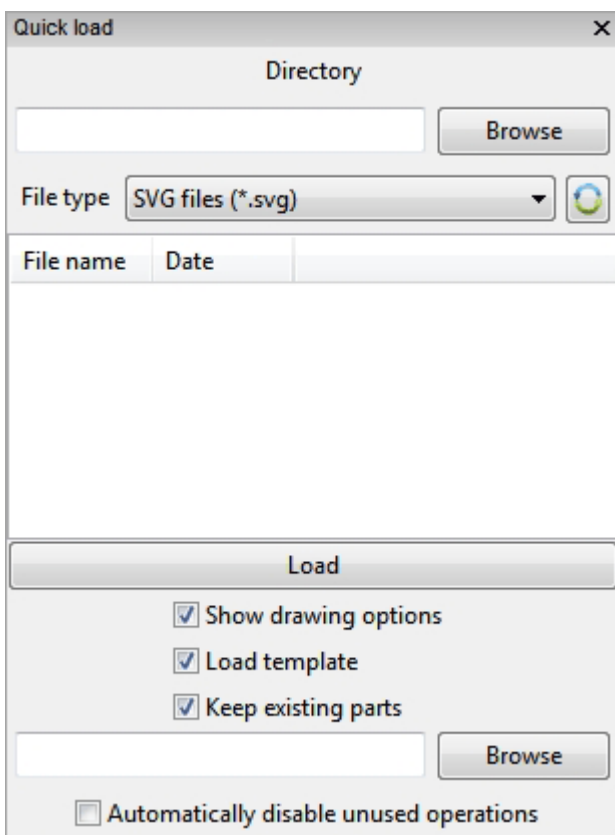 Quick load
Directory
Browse
File type SVG files (*.svg)
File name Date
Load
Show drawing options
Load template
Keep existing parts
Browse
Automatically disable unused operations